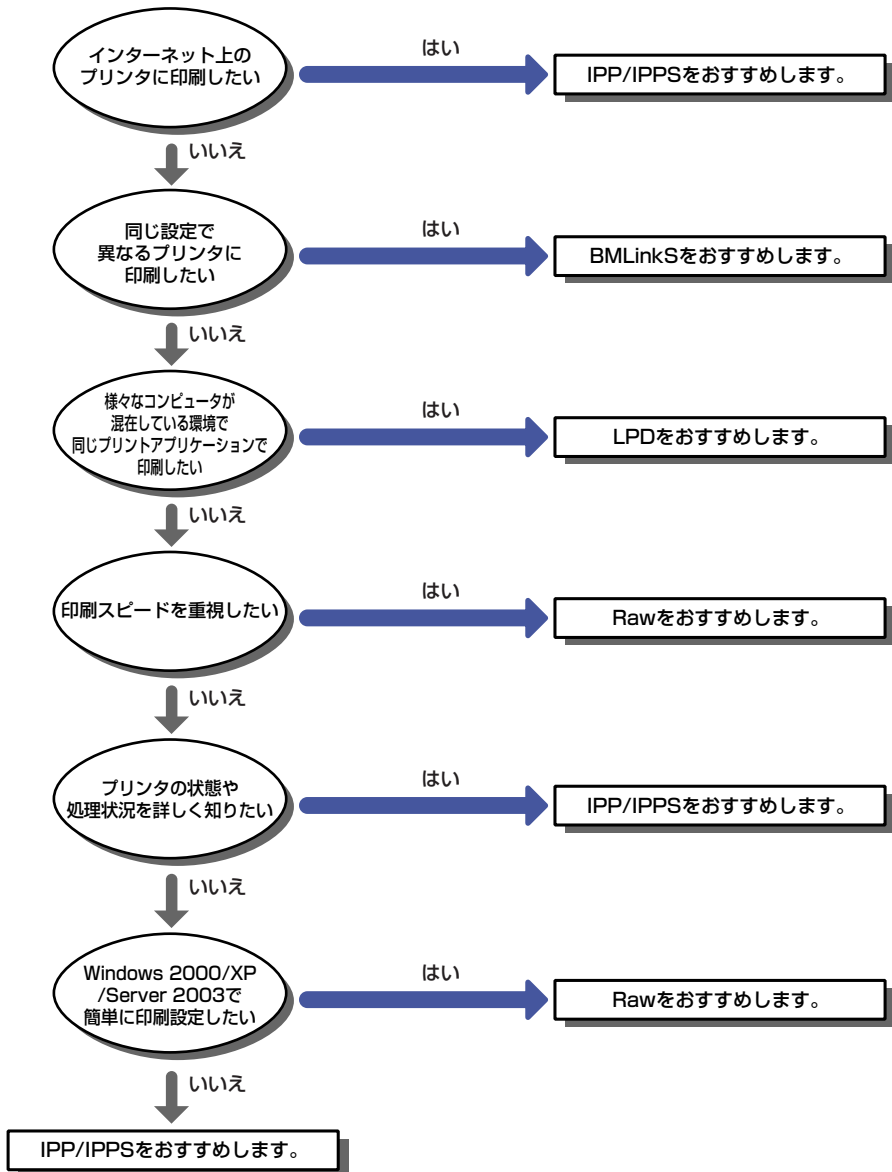 インターネット上の
プリンタに印刷したい
はい
IPP/IPPSをおすすめします。
いいえ
同じ設定で
異なるプリンタに
印刷したい
はい
BMLinkSをおすすめします。
いいえ
様々なコンピュータが
混在している環境で
同じプリントアプリケーションで
印刷したい
はい
LPDをおすすめします。
いいえ
印刷スピードを重視したい
はい
Rawをおすすめします。
いいえ
プリンタの状態や
処理状況を詳しく知りたい
はい
IPP/IPPSをおすすめします。
いいえ
Windows 2000/XP
/Server 2003で
簡単に印刷設定したい
はい
Rawをおすすめします。
いいえ
IPP/IPPSをおすすめします。